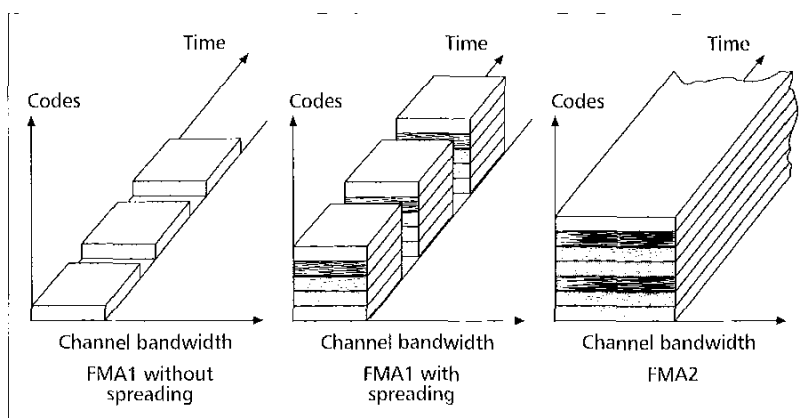 Time
Codes
Channel bandwidth
FMA1 without
spreading
Time
Codes
Channel bandwidth
FMA1 with
spreading
Time
Codes
Channel bandwidth
FMA2